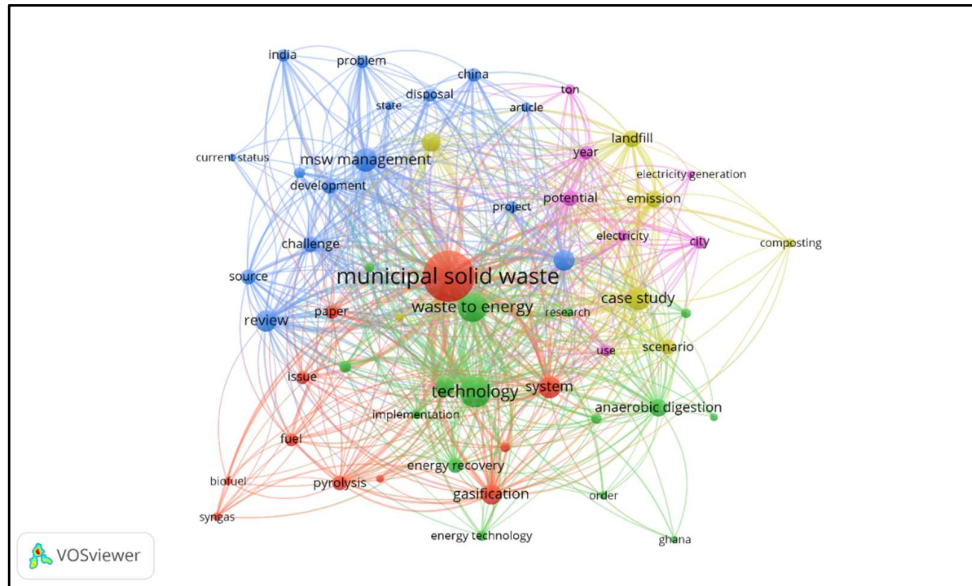 india
problem
china
ton
disposal
state
article
landfill
msw management
year
current status
electricity generation
development
potential
emission
project
challenge
electricity
city
composting
source
municipal solid waste
case study
waste to energy
paper
research
review
scenario
use
issue
technology
system
implementation
anaerobic digestion
fuel
energy recovery
biofuel
pyrolysis
gasification
order
syngas
energy technology
ghana
VOSviewer